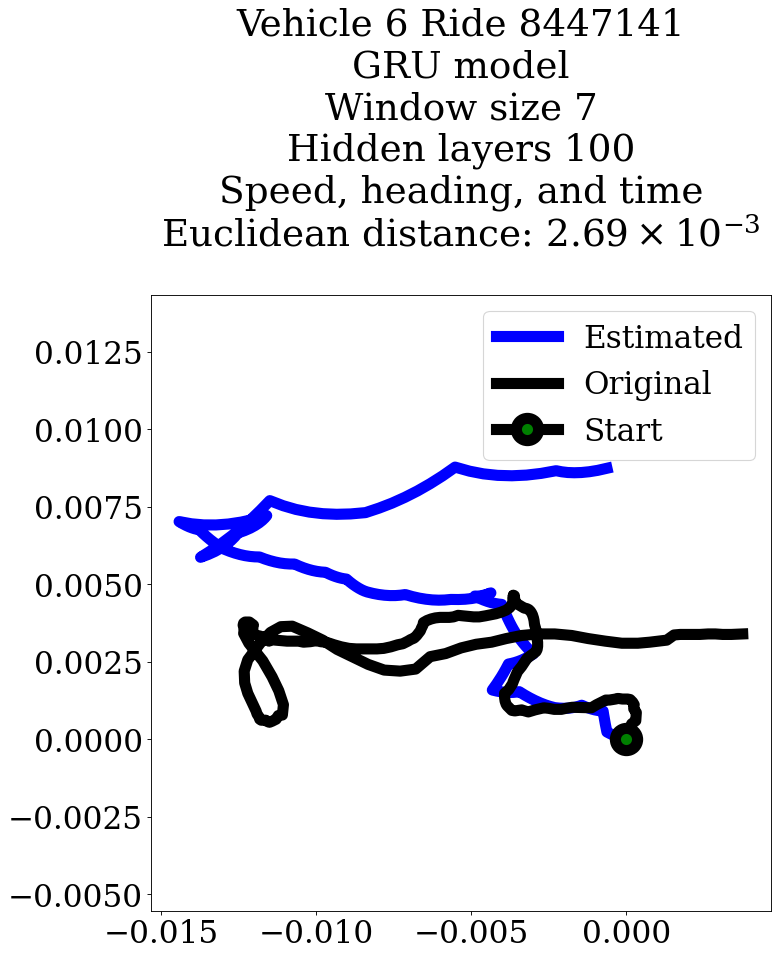 Vehicle 6 Ride 8447141
GRU model
Window size 7
Hidden layers 100
Speed, heading, and time
Euclidean distance: 2.69 × 10⁻³
Estimated
Original
Start
0.0125
0.0100
0.0075
0.0050
0.0025
0.0000
−0.0025
−0.0050
−0.015 −0.010 −0.005 0.000